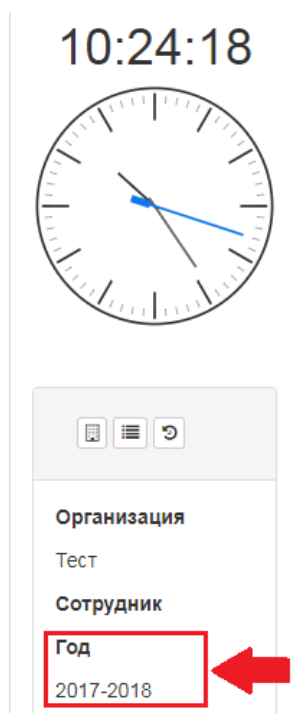 10:24:18
Организация
Тест
Сотрудник
Год
2017-2018